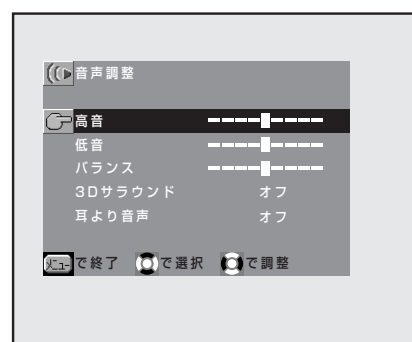 音声調整
高音
低音
バランス
3Dサラウンド オフ
耳より音声 オフ
メニューで終了 で選択 で調整